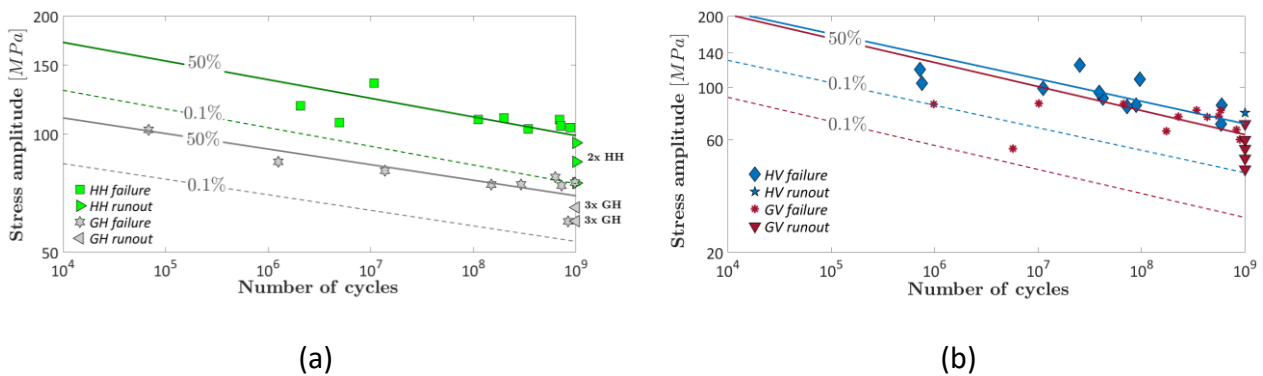 200
150
100
50
Stress amplitude [MPa]
50%
0.1%
50%
0.1%
HH failure
HH runout
GH failure
GH runout
2x HH
3x GH
3x GH
10^4 10^5 10^6 10^7 10^8 10^9
Number of cycles
(a)
200
140
100
60
20
Stress amplitude [MPa]
50%
0.1%
0.1%
HV failure
HV runout
GV failure
GV runout
10^4 10^5 10^6 10^7 10^8 10^9
Number of cycles
(b)